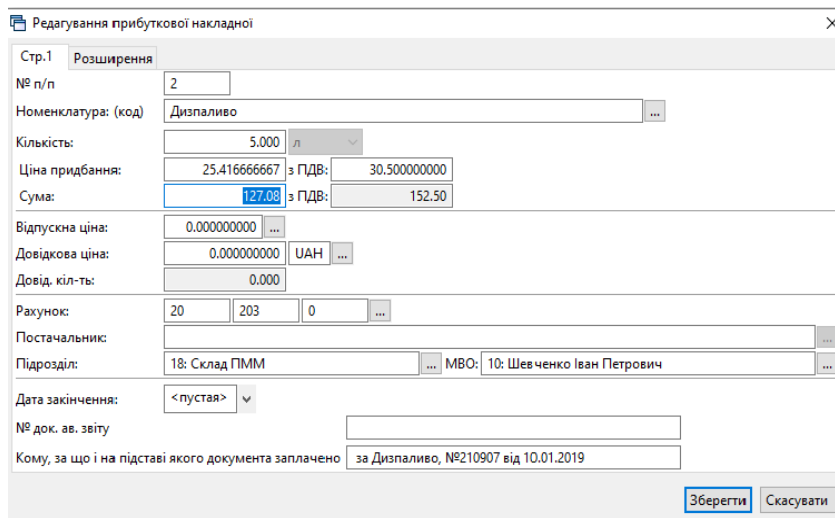 Редагування прибуткової накладної
Стр.1 Розширення
№ п/п 2
Номенклатура: (код) Дизпаливо ...
Кількість: 5.000 л
Ціна придбання: 25.416666667 з ПДВ: 30.500000000
Сума: 127.08 з ПДВ: 152.50
Відпускна ціна: 0.000000000 ...
Довідкова ціна: 0.000000000 UAH ...
Довід. кіл-ть: 0.000
Рахунок: 20 203 0 ...
Постачальник: ...
Підрозділ: 18: Склад ПММ ... МВО: 10: Шевченко Іван Петрович ...
Дата закінчення: <пустая>
№ док. ав. звіту
Кому, за що і на підставі якого документа заплачено за Дизпаливо, №210907 від 10.01.2019
Зберегти Скасувати